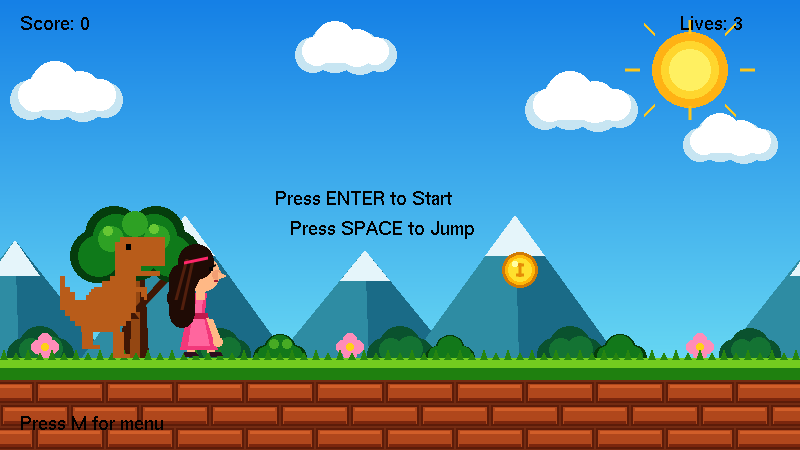 Score: 0
Lives: 3
Press ENTER to Start
Press SPACE to Jump
Press M for menu